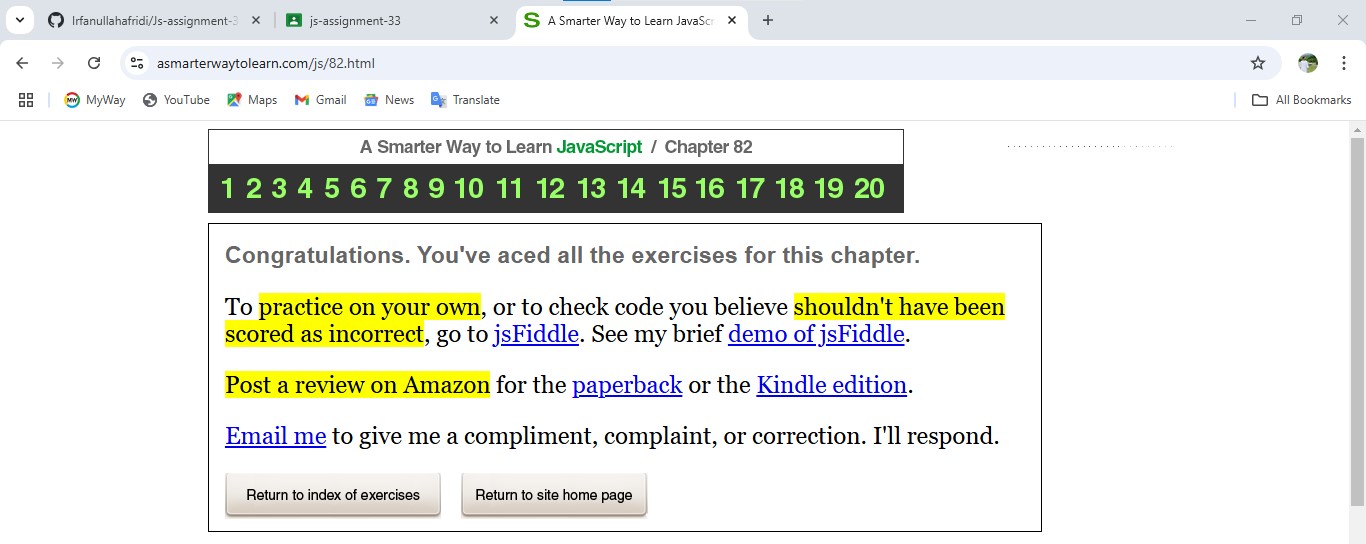 Irfanullahafridi/Js-assignment-3
js-assignment-33
A Smarter Way to Learn JavaScr
asmarterwaytolearn.com/js/82.html
MyWay YouTube Maps Gmail News Translate All Bookmarks
A Smarter Way to Learn JavaScript / Chapter 82
1 2 3 4 5 6 7 8 9 10 11 12 13 14 15 16 17 18 19 20
Congratulations. You've aced all the exercises for this chapter.
To practice on your own, or to check code you believe shouldn't have been
scored as incorrect, go to jsFiddle. See my brief demo of jsFiddle.
Post a review on Amazon for the paperback or the Kindle edition.
Email me to give me a compliment, complaint, or correction. I'll respond.
Return to index of exercises Return to site home page